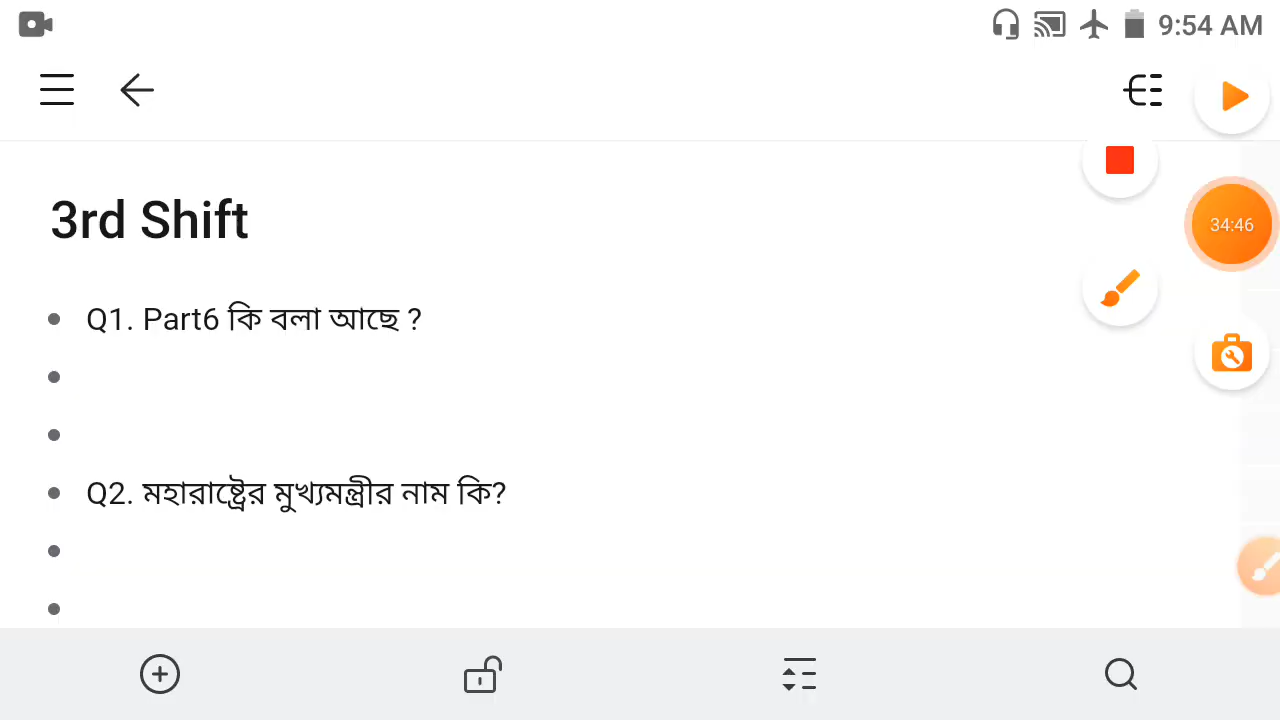 9:54 AM
3rd Shift
34:46
Q1. Part6 কি বলা আছে ?
Q2. মহারাষ্ট্রের মুখ্যমন্ত্রীর নাম কি?